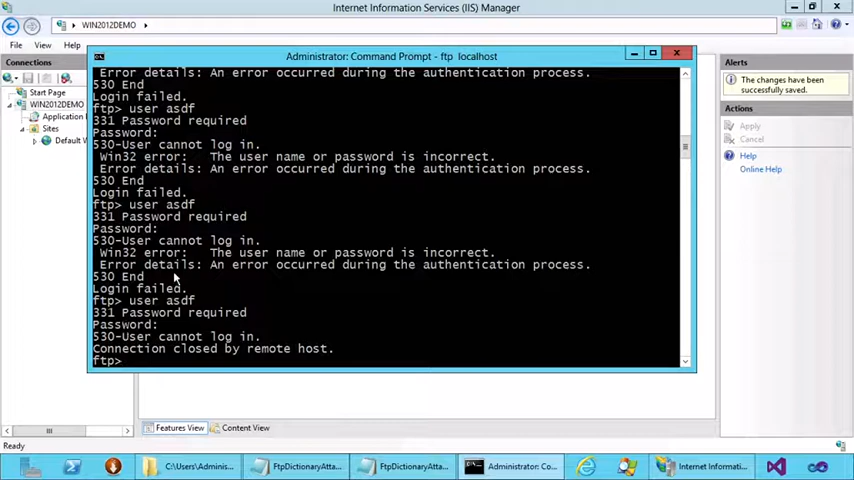 Internet Information Services (IIS) Manager
WIN2012DEMO
File View Help
Connections
Start Page
WIN2012DEMO
Application
Sites
Default W
Administrator: Command Prompt - ftp localhost
Error details: An error occurred during the authentication process.
530 End
Login failed.
ftp> user asdf
331 Password required
Password:
530-User cannot log in.
Win32 error: The user name or password is incorrect.
Error details: An error occurred during the authentication process.
530 End
Login failed.
ftp> user asdf
331 Password required
Password:
530-User cannot log in.
Win32 error: The user name or password is incorrect.
Error details: An error occurred during the authentication process.
530 End
Login failed.
ftp> user asdf
331 Password required
Password:
530-User cannot log in.
Connection closed by remote host.
ftp>
Alerts
The changes have been
successfully saved.
Actions
Apply
Cancel
Help
Online Help
Features View Content View
Ready
C:\Users\Adminis... FtpDictionaryAtta... FtpDictionaryAtta... Administrator: Co... Internet Informati...